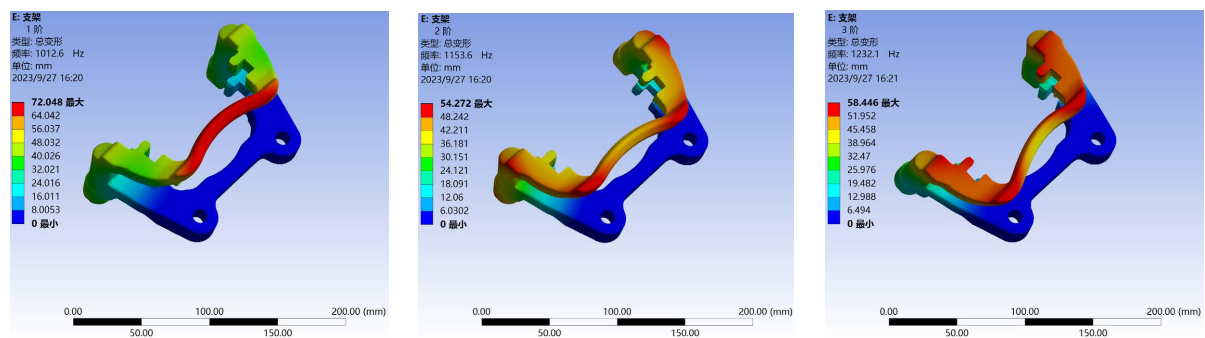 E: 支架
1 阶
类型: 总变形
频率: 1012.6 Hz
单位: mm
2023/9/27 16:20
72.048 最大
64.042
56.037
48.032
40.026
32.021
24.016
16.011
8.0053
0 最小
0.00 100.00 200.00 (mm)
50.00 150.00
E: 支架
2 阶
类型: 总变形
频率: 1153.6 Hz
单位: mm
2023/9/27 16:20
54.272 最大
48.242
42.211
36.181
30.151
24.121
18.091
12.06
6.0302
0 最小
0.00 100.00 200.00 (mm)
50.00 150.00
E: 支架
3 阶
类型: 总变形
频率: 1232.1 Hz
单位: mm
2023/9/27 16:21
58.446 最大
51.952
45.458
38.964
32.47
25.976
19.482
12.988
6.494
0 最小
0.00 100.00 200.00 (mm)
50.00 150.00